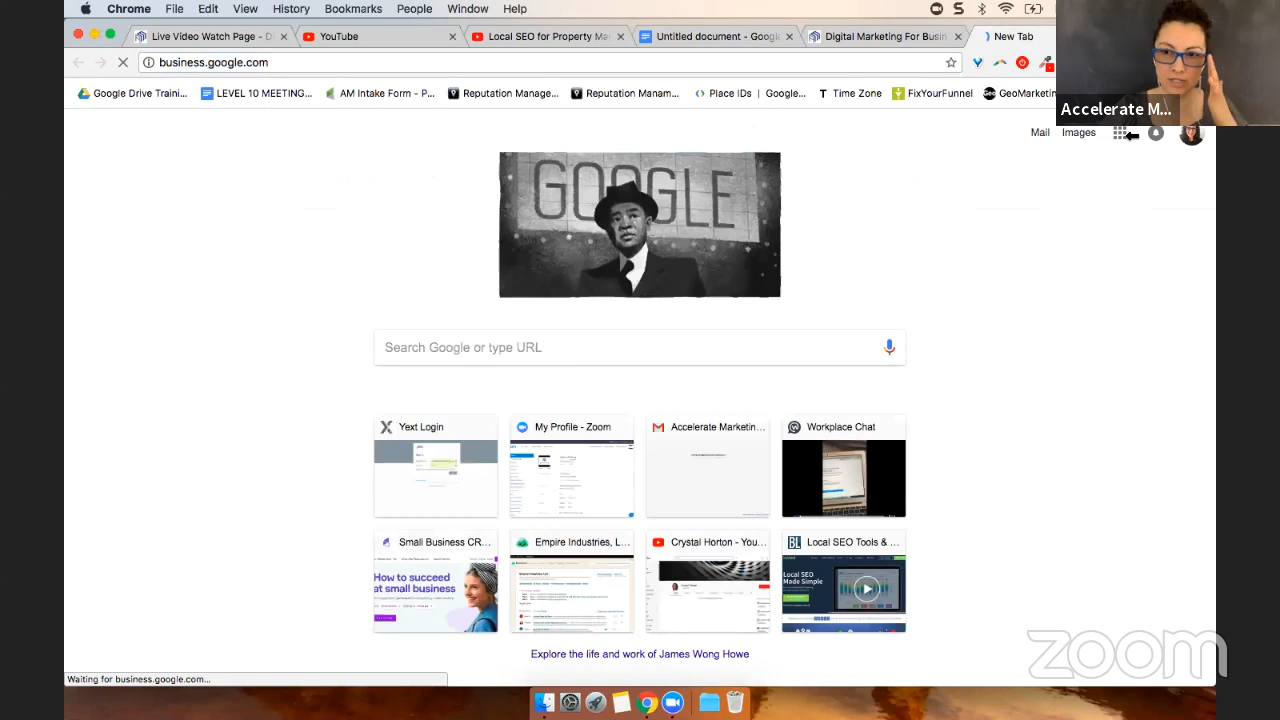 Chrome File Edit View History Bookmarks People Window Help
Live Video Watch Page - D
YouTube
Local SEO for Property Ma
Untitled document - Googl
Digital Marketing For Busin
New Tab
business.google.com
Google Drive Traini...
LEVEL 10 MEETING...
AM Intake Form - P...
Reputation Manage...
Reputation Manam...
Place IDs | Google...
Time Zone
FixYourFunnel
GeoMarketin
Accelerate M...
Mail Images
GOOGLE
Search Google or type URL
Yext Login
My Profile - Zoom
Accelerate Marketin...
Workplace Chat
Small Business CR...
Empire Industries, L...
Crystal Horton - You...
Local SEO Tools & ...
How to succeed
at small business
Local SEO
Made Simple
Explore the life and work of James Wong Howe
zoom
Waiting for business.google.com...